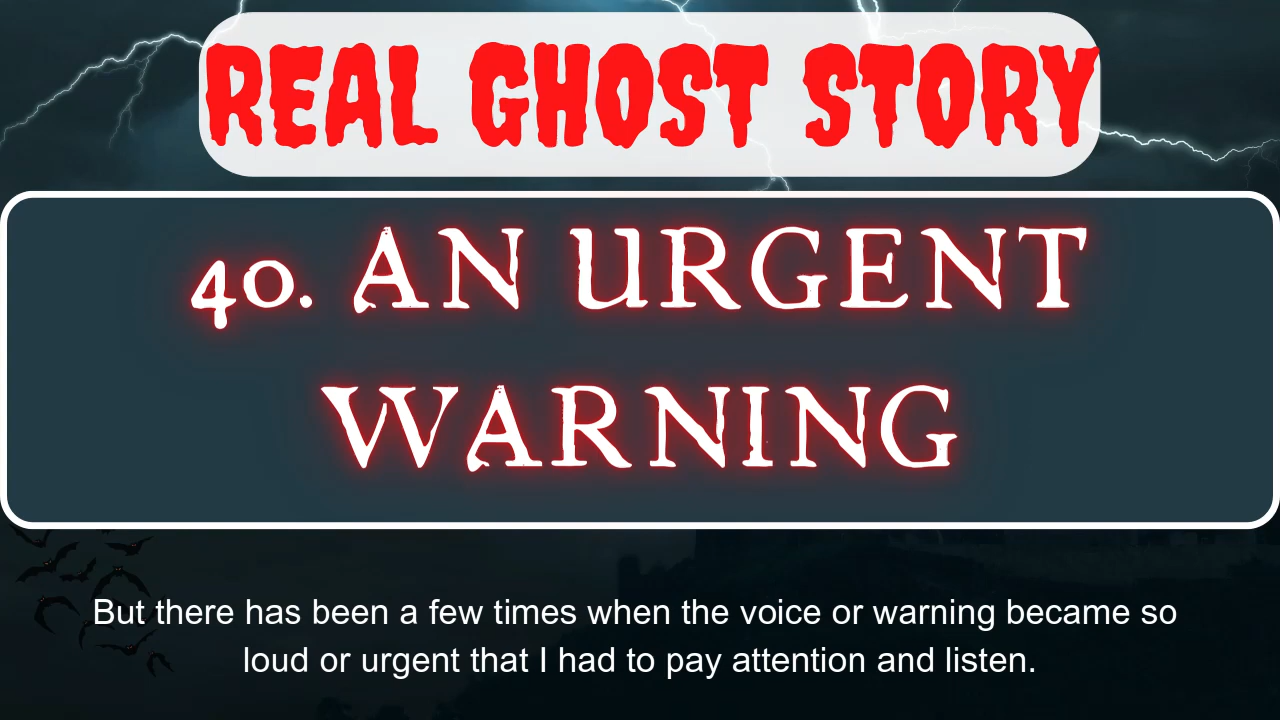 REAL GHOST STORY
40. AN URGENT
WARNING
But there has been a few times when the voice or warning became so
loud or urgent that I had to pay attention and listen.